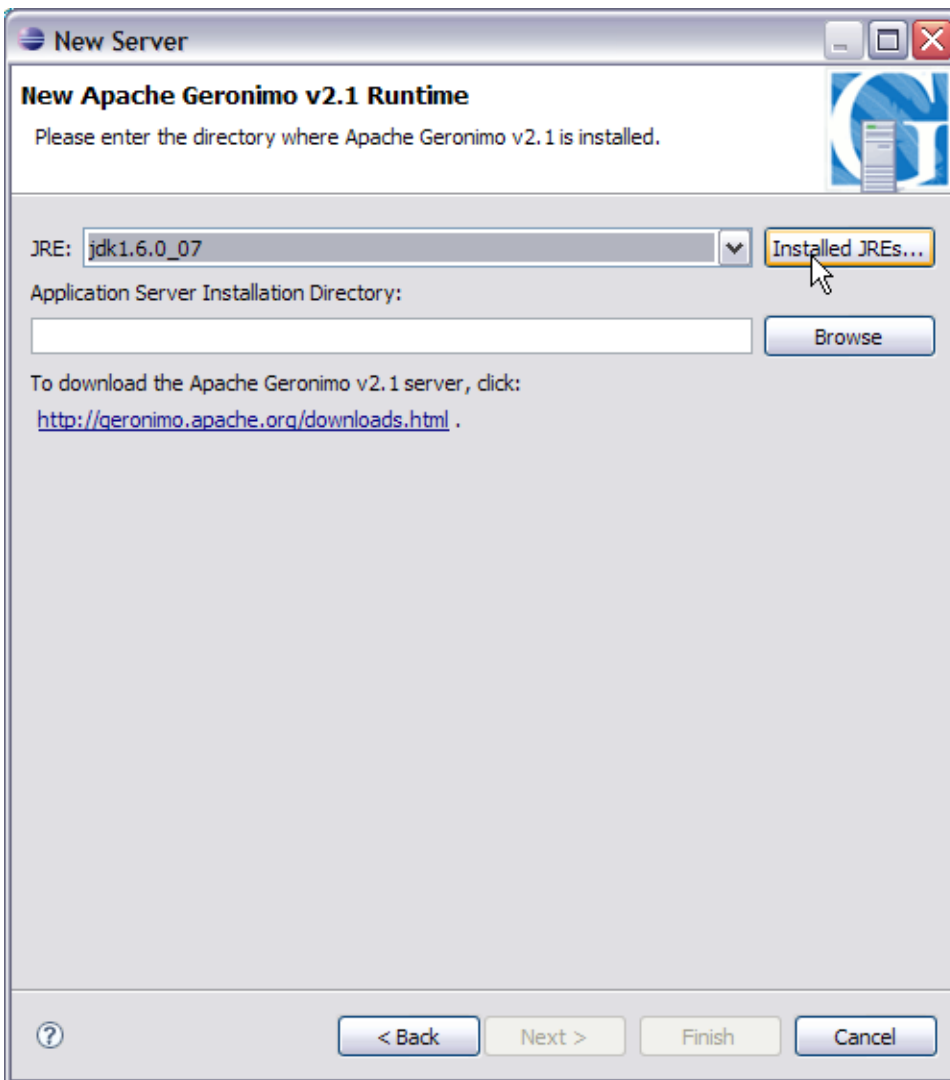 New Server
New Apache Geronimo v2.1 Runtime
Please enter the directory where Apache Geronimo v2.1 is installed.
G
JRE: jdk1.6.0_07 Installed JREs...
Application Server Installation Directory:
Browse
To download the Apache Geronimo v2.1 server, click:
http://geronimo.apache.org/downloads.html .
? < Back Next > Finish Cancel